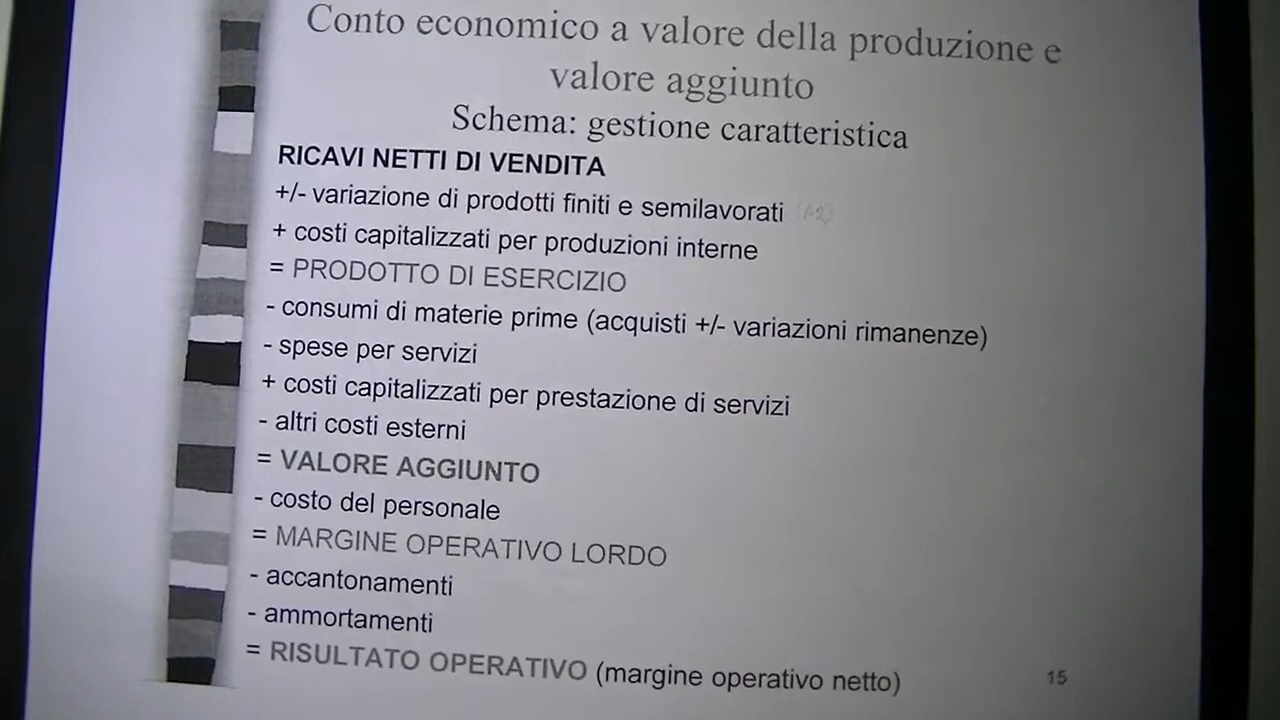 Conto economico a valore della produzione e
valore aggiunto
Schema: gestione caratteristica
RICAVI NETTI DI VENDITA
+/- variazione di prodotti finiti e semilavorati (A2)
+ costi capitalizzati per produzioni interne
= PRODOTTO DI ESERCIZIO
- consumi di materie prime (acquisti +/- variazioni rimanenze)
- spese per servizi
+ costi capitalizzati per prestazione di servizi
- altri costi esterni
= VALORE AGGIUNTO
- costo del personale
= MARGINE OPERATIVO LORDO
- accantonamenti
- ammortamenti
= RISULTATO OPERATIVO (margine operativo netto)
15